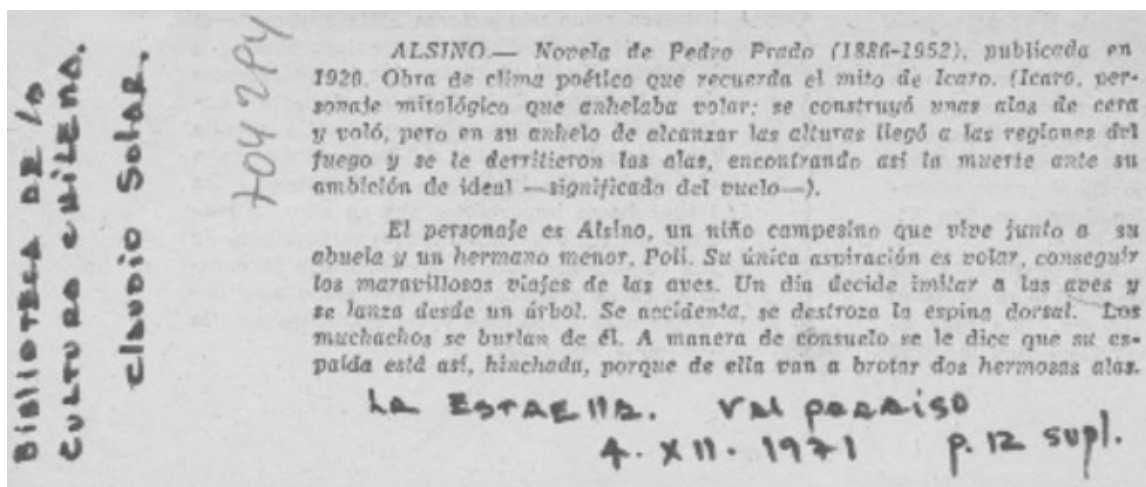 BIBLIOTECA DE LA
CULTURA CHILENA.
CLAUDIO SOLAR.
704 2P4
ALSINO.— Novela de Pedro Prado (1886-1952), publicada en
1920. Obra de clima poético que recuerda el mito de Icaro. (Icaro, per-
sonaje mitológico que anhelaba volar; se construyó unas alas de cera
y voló, pero en su anhelo de alcanzar las alturas llegó a las regiones del
fuego y se le derritieron las alas, encontrando así la muerte ante su
ambición de ideal —significado del vuelo—).
El personaje es Alsino, un niño campesino que vive junto a su
abuela y un hermano menor, Poli. Su única aspiración es volar, conseguir
los maravillosos viajes de las aves. Un día decide imitar a las aves y
se lanza desde un árbol. Se accidenta, se destroza la espina dorsal. Los
muchachos se burlan de él. A manera de consuelo se le dice que su es-
palda está así, hinchada, porque de ella van a brotar dos hermosas alas.
LA ESTRELLA. Valparaiso
4. XII. 1971 p. 12 supl.